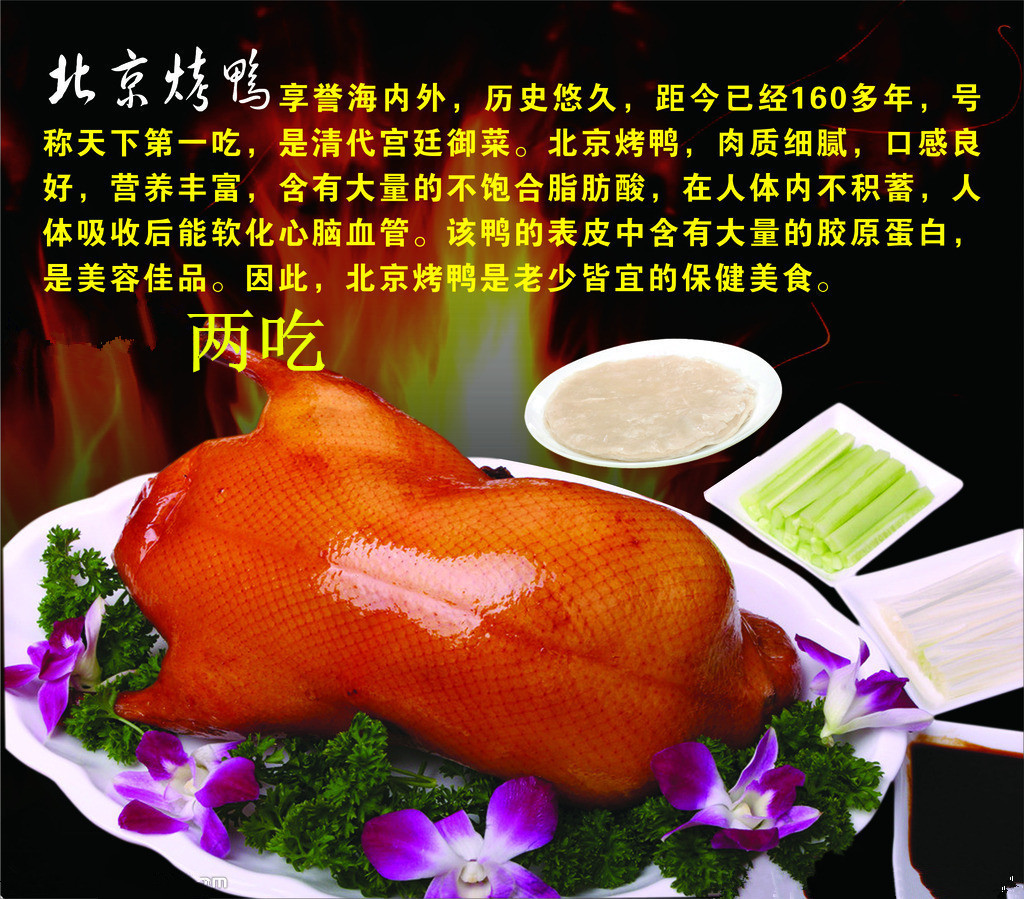 北京烤鸭享誉海内外，历史悠久，距今已经160多年，号
称天下第一吃，是清代宫廷御菜。北京烤鸭，肉质细腻，口感良
好，营养丰富，含有大量的不饱合脂肪酸，在人体内不积蓄，人
体吸收后能软化心脑血管。该鸭的表皮中含有大量的胶原蛋白，
是美容佳品。因此，北京烤鸭是老少皆宜的保健美食。
两吃